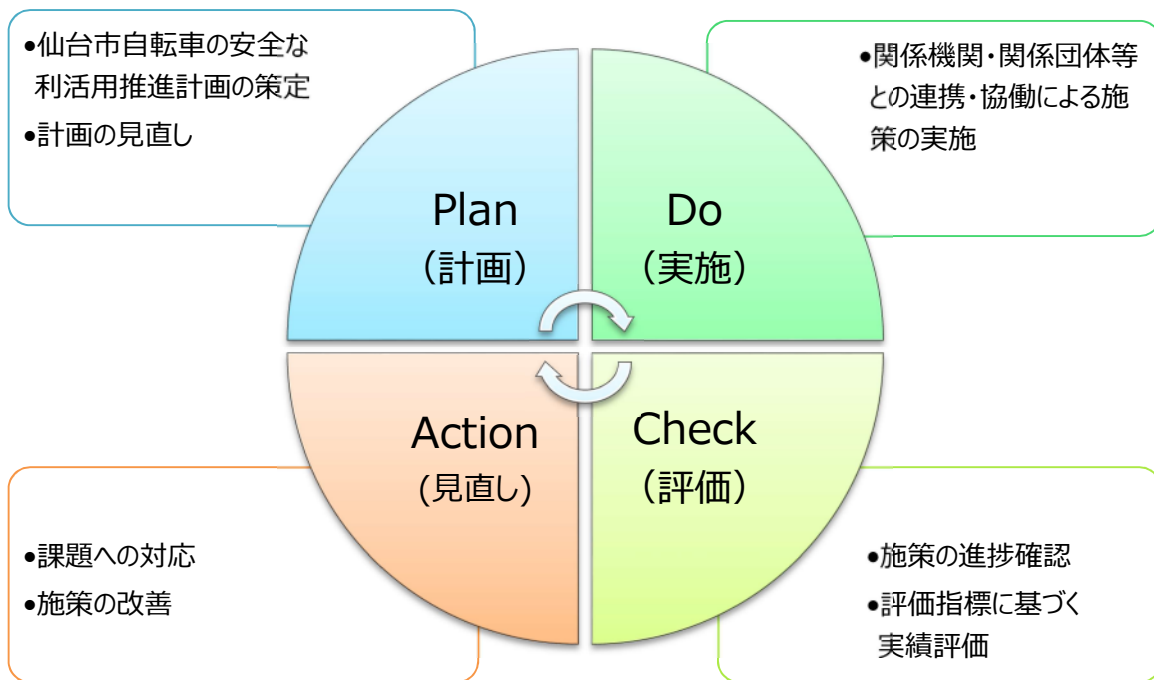 •仙台市自転車の安全な
利活用推進計画の策定
•計画の見直し
Plan
（計画）
Do
（実施）
•関係機関・関係団体等
との連携・協働による施
策の実施
Action
(見直し)
Check
（評価）
•課題への対応
•施策の改善
•施策の進捗確認
•評価指標に基づく
実績評価